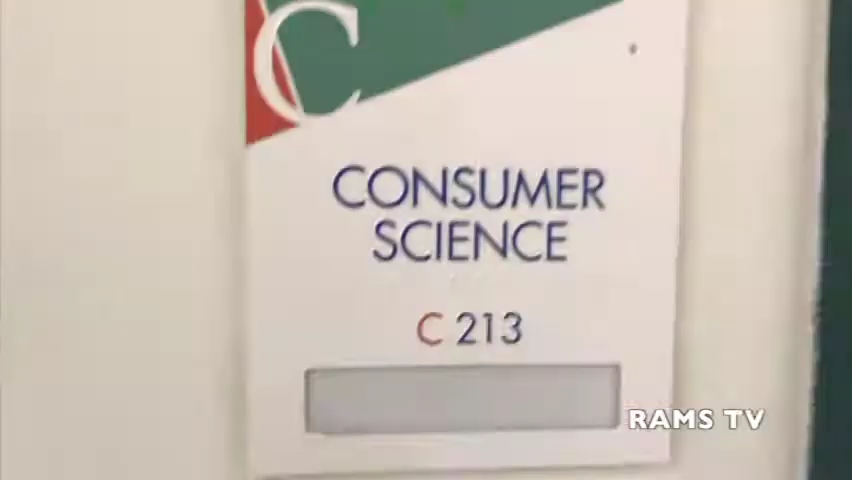 C
CONSUMER
SCIENCE
C 213
RAMS TV